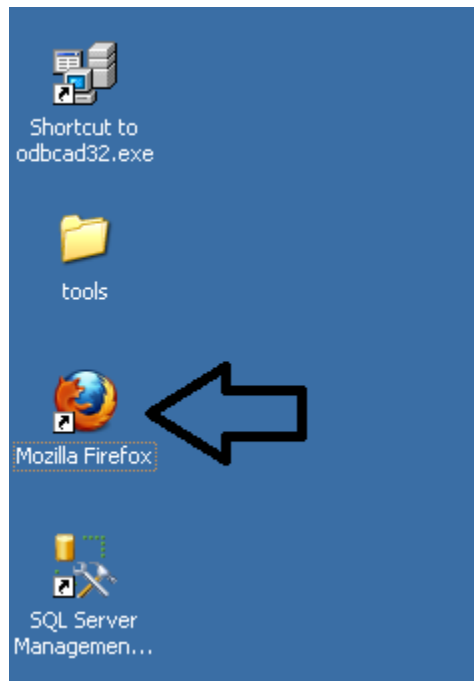 Shortcut to
odbcad32.exe
tools
Mozilla Firefox
SQL Server
Managemen...